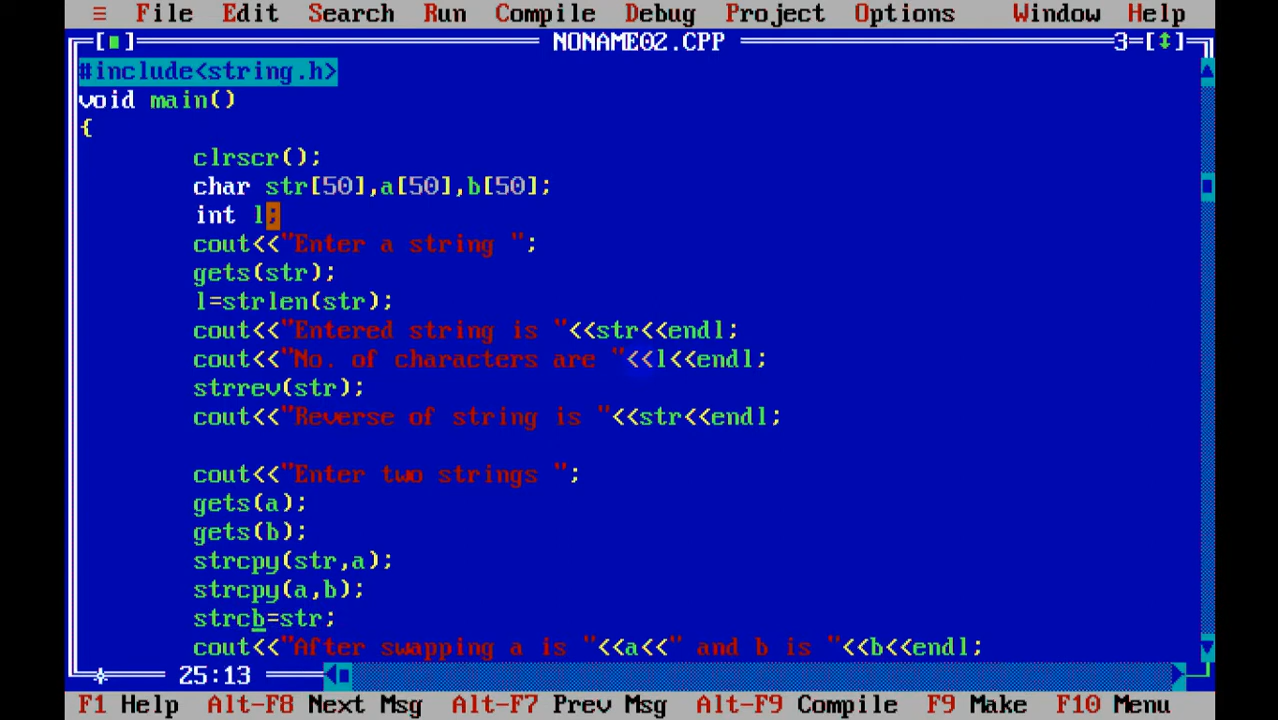 ≡ File Edit Search Run Compile Debug Project Options Window Help
[■] NONAME02.CPP 3=[↕]
#include<string.h>
void main()
{
clrscr();
char str[50],a[50],b[50];
int l;
cout<<"Enter a string ";
gets(str);
l=strlen(str);
cout<<"Entered string is "<<str<<endl;
cout<<"No. of characters are "<<l<<endl;
strrev(str);
cout<<"Reverse of string is "<<str<<endl;
cout<<"Enter two strings ";
gets(a);
gets(b);
strcpy(str,a);
strcpy(a,b);
strcb=str;
cout<<"After swapping a is "<<a<<" and b is "<<b<<endl;
25:13
F1 Help Alt-F8 Next Msg Alt-F7 Prev Msg Alt-F9 Compile F9 Make F10 Menu